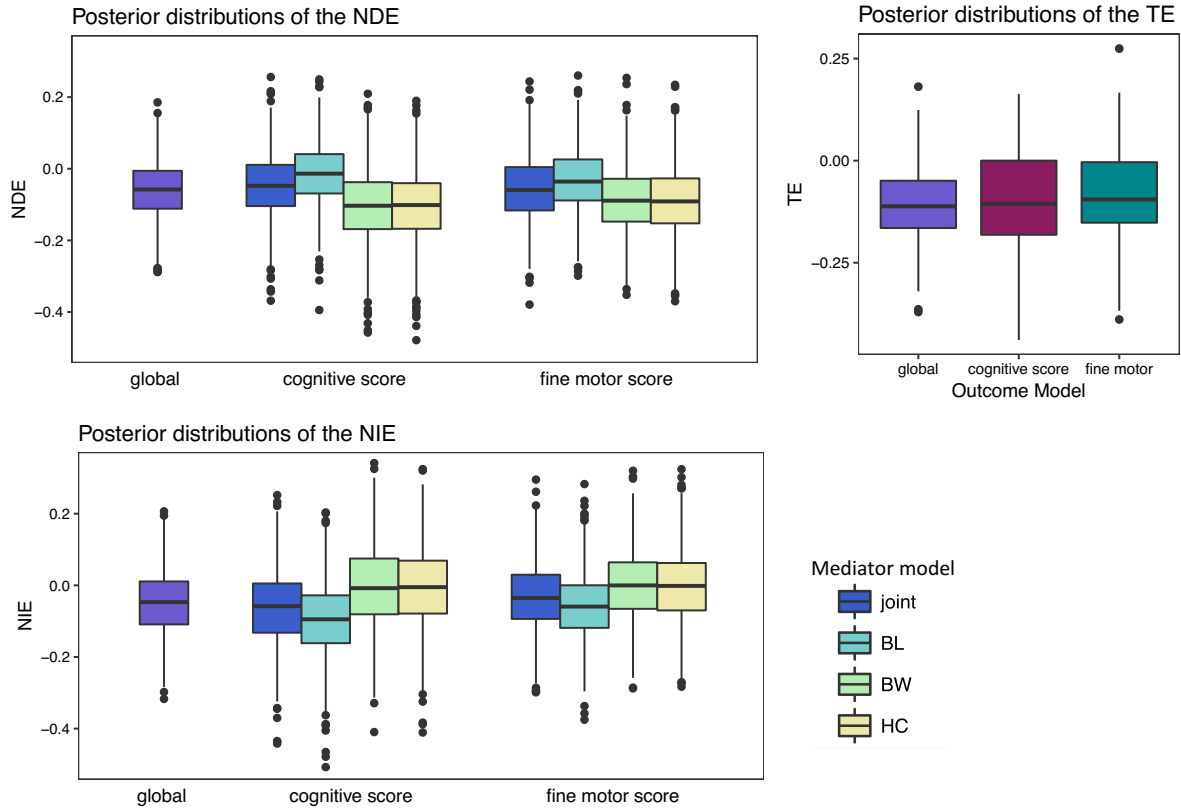 Posterior distributions of the NDE
NDE
0.2
0.0
−0.2
−0.4
global
cognitive score
fine motor score
Posterior distributions of the TE
TE
0.25
0.00
−0.25
global
cognitive score
fine motor
Outcome Model
Posterior distributions of the NIE
NIE
0.2
0.0
−0.2
−0.4
global
cognitive score
fine motor score
Mediator model
joint
BL
BW
HC